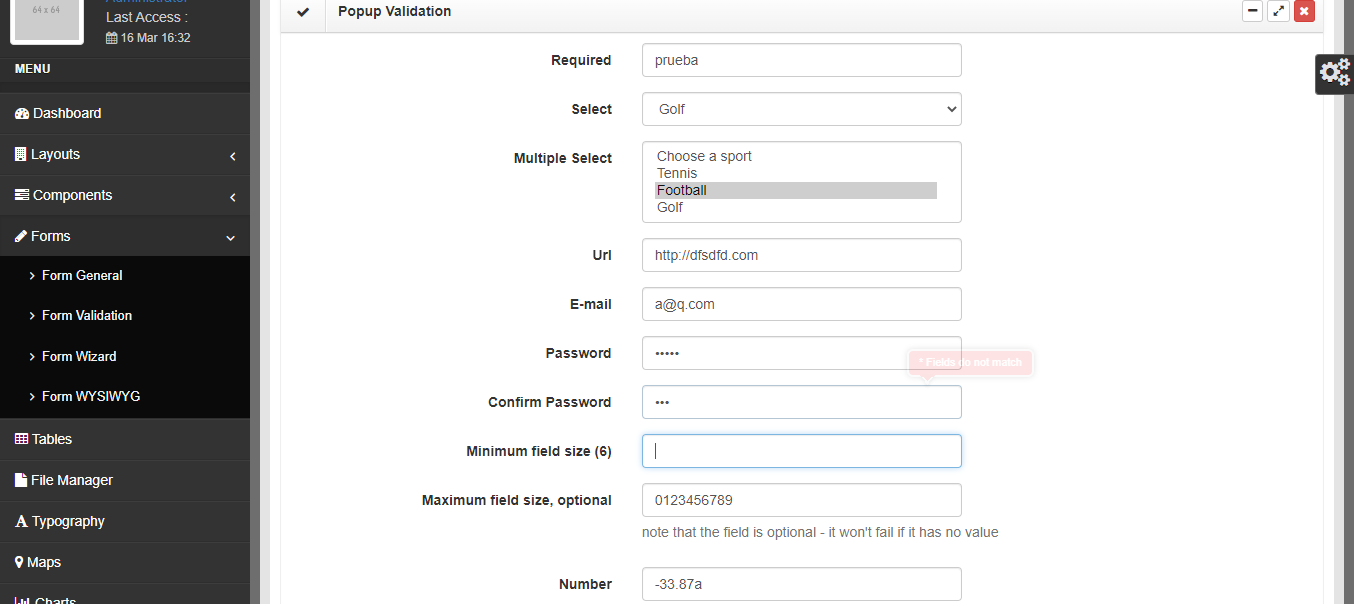 64 x 64
Administrator
Last Access :
16 Mar 16:32
MENU
Dashboard
Layouts
Components
Forms
Form General
Form Validation
Form Wizard
Form WYSIWYG
Tables
File Manager
Typography
Maps
Charts
Popup Validation
Required
prueba
Select
Golf
Multiple Select
Choose a sport
Tennis
Football
Golf
Url
http://dfsdfd.com
E-mail
a@q.com
Password
•••••
* Fields do not match
Confirm Password
•••
Minimum field size (6)
Maximum field size, optional
0123456789
note that the field is optional - it won't fail if it has no value
Number
-33.87a